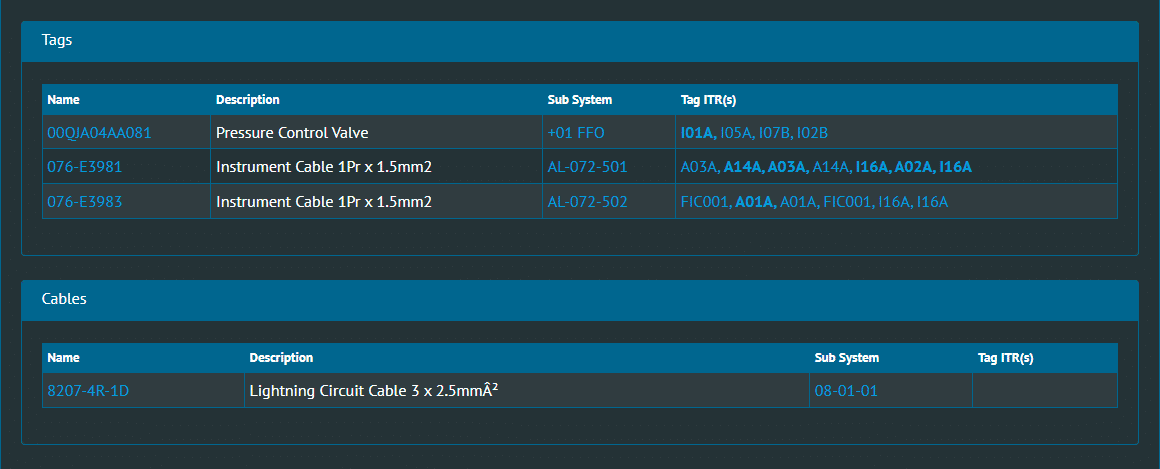 Tags
Name Description Sub System Tag ITR(s)
00QJA04AA081 Pressure Control Valve +01 FFO I01A, I05A, I07B, I02B
076-E3981 Instrument Cable 1Pr x 1.5mm2 AL-072-501 A03A, A14A, A03A, A14A, I16A, A02A, I16A
076-E3983 Instrument Cable 1Pr x 1.5mm2 AL-072-502 FIC001, A01A, A01A, FIC001, I16A, I16A
Cables
Name Description Sub System Tag ITR(s)
8207-4R-1D Lightning Circuit Cable 3 x 2.5mmÂ² 08-01-01